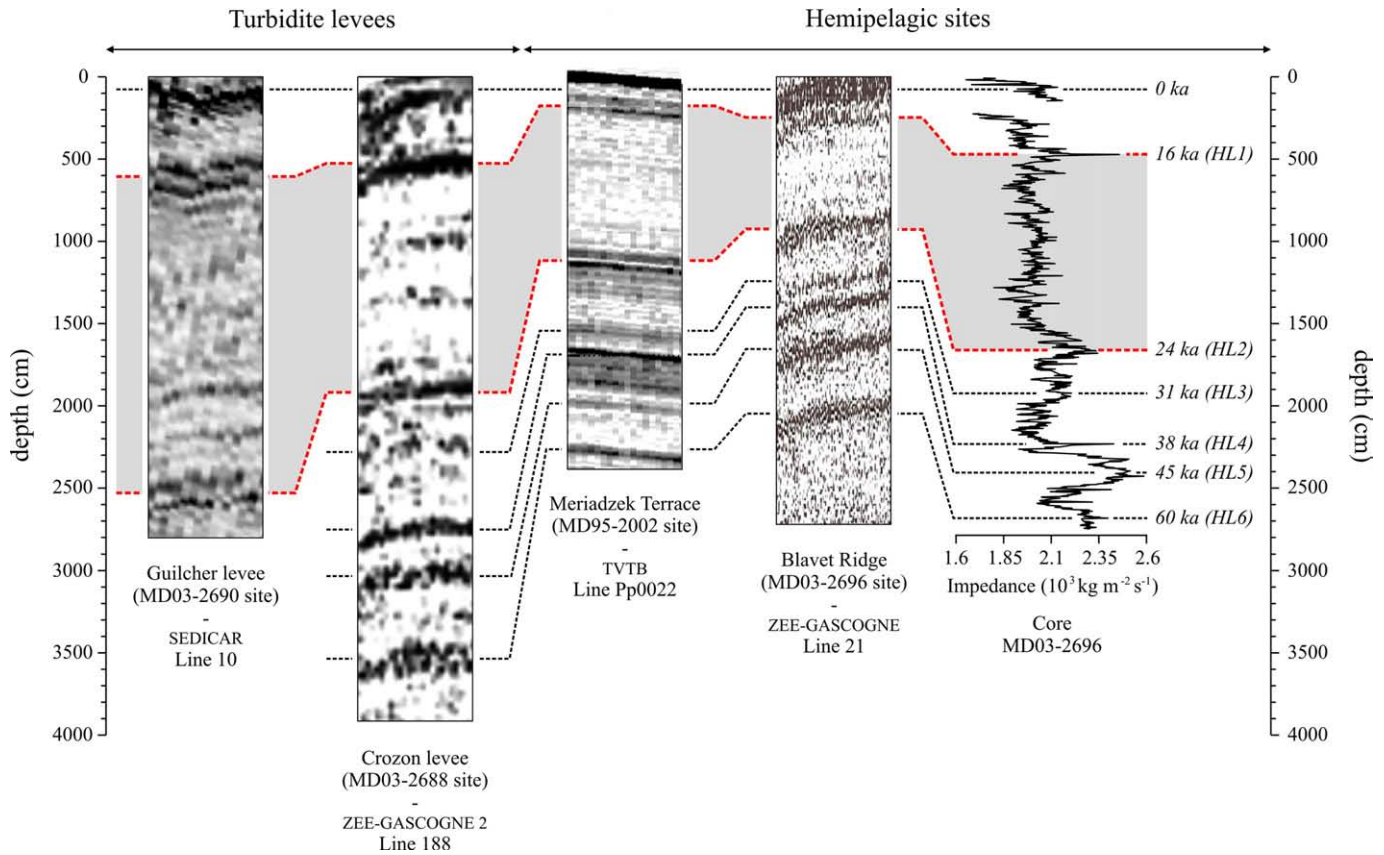 Turbidite levees
Hemipelagic sites
depth (cm)
0
500
1000
1500
2000
2500
3000
3500
4000
Guilcher levee
(MD03-2690 site)
-
SEDICAR
Line 10
Crozon levee
(MD03-2688 site)
-
ZEE-GASCOGNE 2
Line 188
Meriadzek Terrace
(MD95-2002 site)
-
TVTB
Line Pp0022
Blavet Ridge
(MD03-2696 site)
-
ZEE-GASCOGNE
Line 21
0 ka
16 ka (HL1)
24 ka (HL2)
31 ka (HL3)
38 ka (HL4)
45 ka (HL5)
60 ka (HL6)
1.6 1.85 2.1 2.35 2.6
Impedance (10³ kg m⁻² s⁻¹)
Core
MD03-2696
0
500
1000
1500
2000
2500
3000
3500
4000
depth (cm)